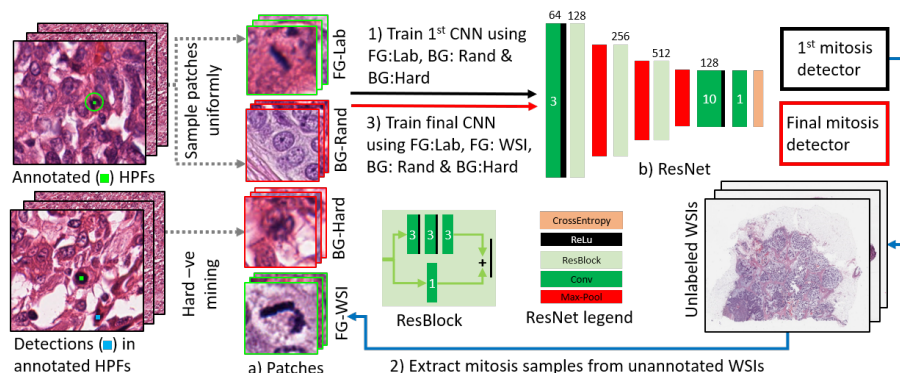 Sample patches
uniformly
Annotated (■) HPFs
Hard –ve
mining
Detections (■) in
annotated HPFs
FG-Lab
BG-Rand
BG-Hard
FG-WSI
a) Patches
1) Train 1st CNN using
FG:Lab, BG: Rand &
BG:Hard
3) Train final CNN
using FG:Lab, FG: WSI,
BG: Rand & BG:Hard
64 128
256
512
128
3
10
1
b) ResNet
1st mitosis
detector
Final mitosis
detector
3 3 3
1
+
ResBlock
CrossEntropy
ReLu
ResBlock
Conv
Max-Pool
ResNet legend
Unlabeled WSIs
2) Extract mitosis samples from unannotated WSIs